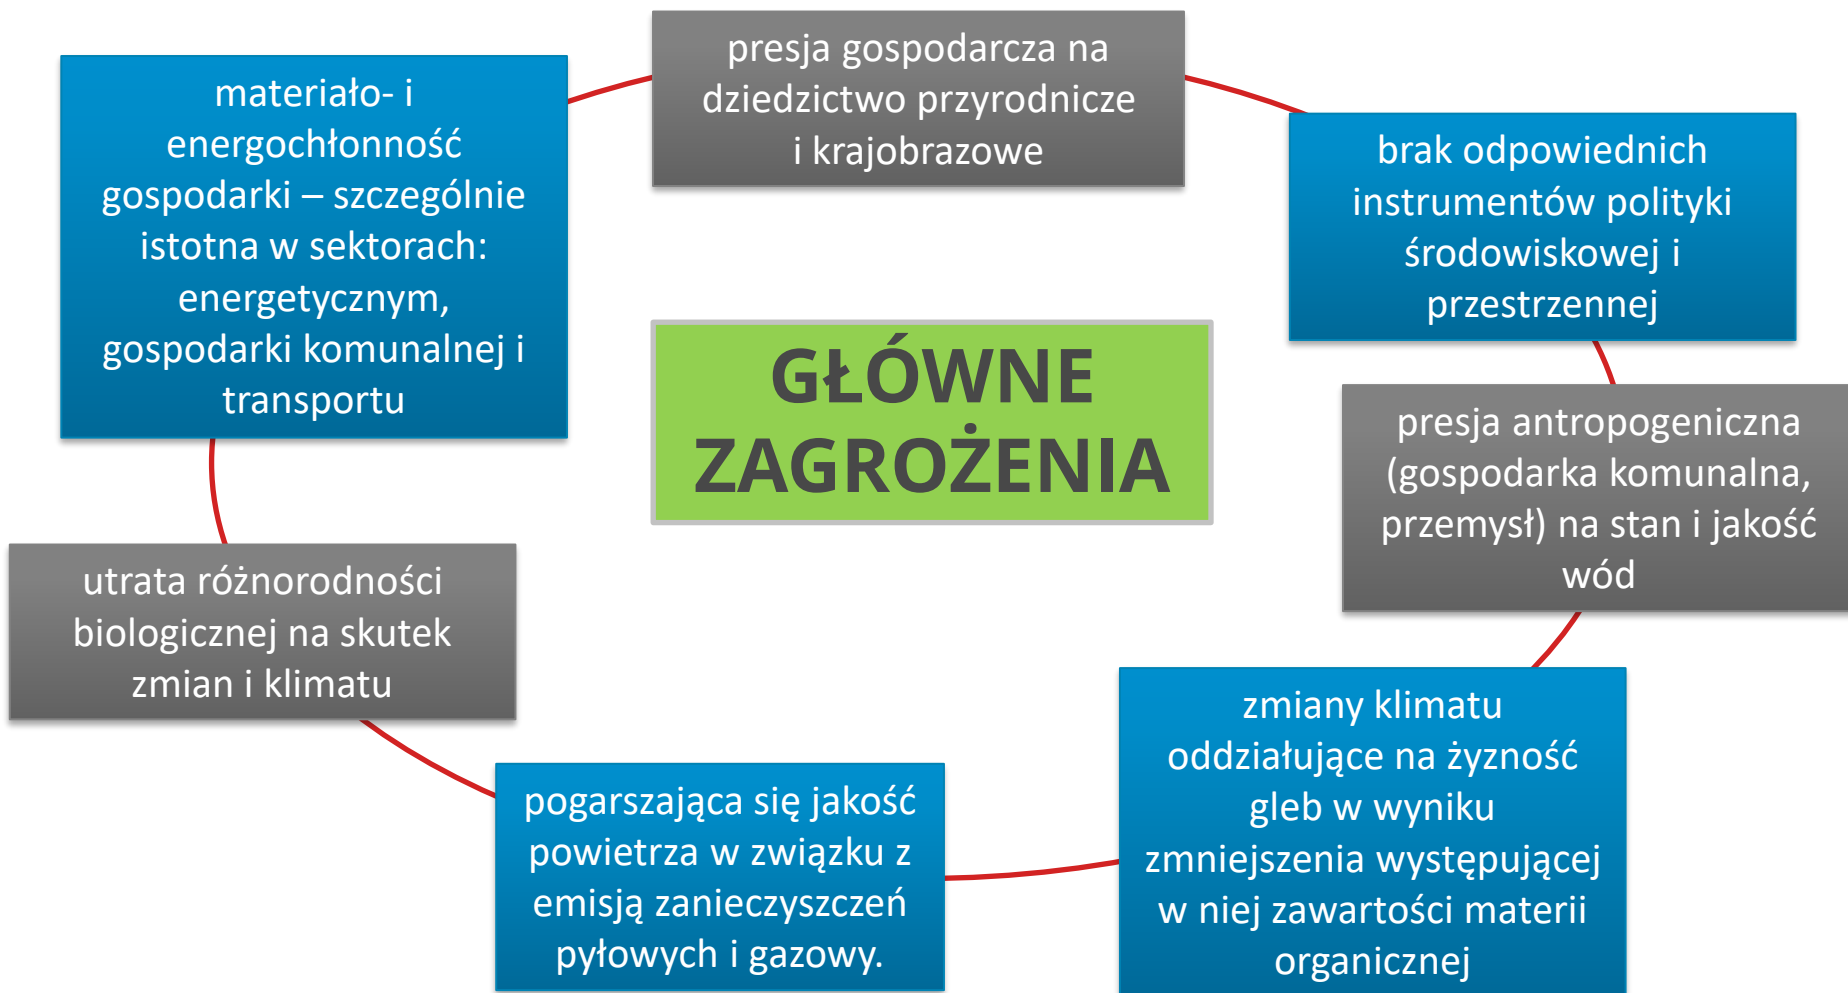 presja gospodarcza na
dziedzictwo przyrodnicze
i krajobrazowe
materiało- i
energochłonność
gospodarki – szczególnie
istotna w sektorach:
energetycznym,
gospodarki komunalnej i
transportu
brak odpowiednich
instrumentów polityki
środowiskowej i
przestrzennej
GŁÓWNE
ZAGROŻENIA
presja antropogeniczna
(gospodarka komunalna,
przemysł) na stan i jakość
wód
utrata różnorodności
biologicznej na skutek
zmian i klimatu
zmiany klimatu
oddziałujące na żyzność
gleb w wyniku
zmniejszenia występującej
w niej zawartości materii
organicznej
pogarszająca się jakość
powietrza w związku z
emisją zanieczyszczeń
pyłowych i gazowy.